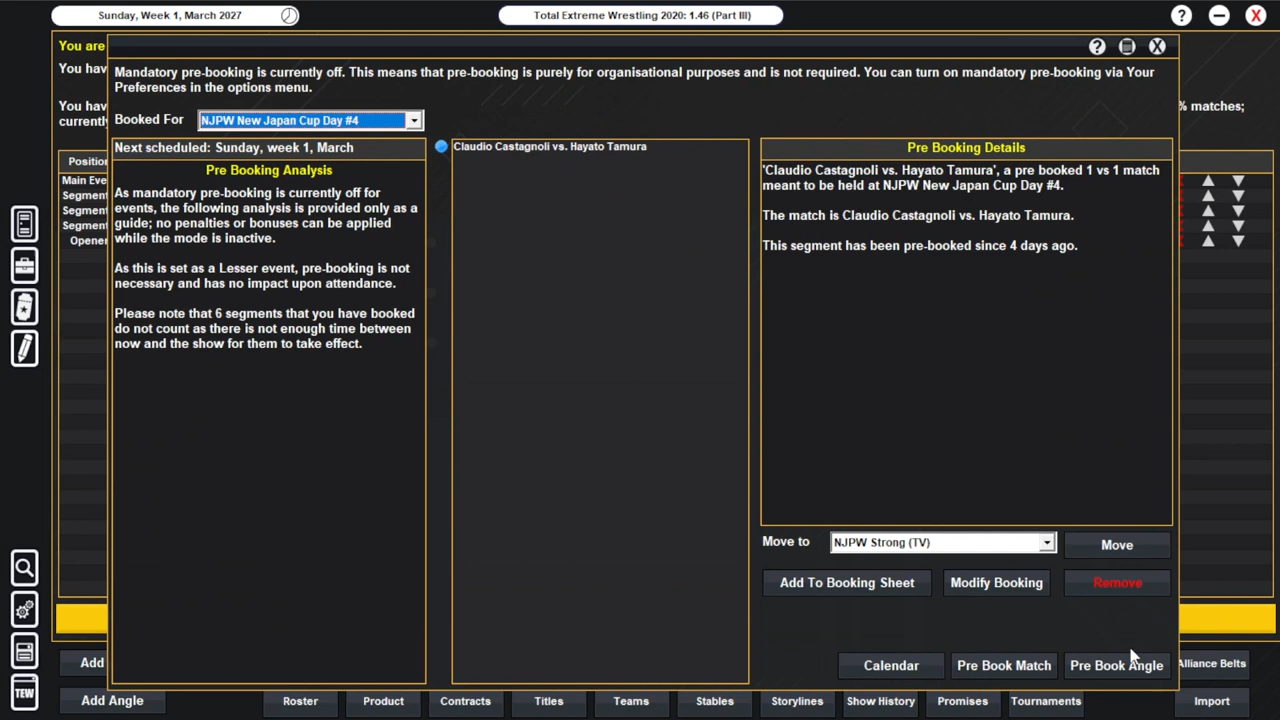 Sunday, Week 1, March 2027
Total Extreme Wrestling 2020: 1.46 (Part III)
?
X
You are
You have
You have
currently
% matches;
Position
Main Eve
Segment
Segment
Segment
Opener
?
X
Mandatory pre-booking is currently off. This means that pre-booking is purely for organisational purposes and is not required. You can turn on mandatory pre-booking via Your
Preferences in the options menu.
Booked For
NJPW New Japan Cup Day #4
Next scheduled: Sunday, week 1, March
Pre Booking Analysis
As mandatory pre-booking is currently off for
events, the following analysis is provided only as a
guide; no penalties or bonuses can be applied
while the mode is inactive.
As this is set as a Lesser event, pre-booking is not
necessary and has no impact upon attendance.
Please note that 6 segments that you have booked
do not count as there is not enough time between
now and the show for them to take effect.
Claudio Castagnoli vs. Hayato Tamura
Pre Booking Details
'Claudio Castagnoli vs. Hayato Tamura', a pre booked 1 vs 1 match
meant to be held at NJPW New Japan Cup Day #4.
The match is Claudio Castagnoli vs. Hayato Tamura.
This segment has been pre-booked since 4 days ago.
Move to
NJPW Strong (TV)
Move
Add To Booking Sheet
Modify Booking
Remove
Calendar
Pre Book Match
Pre Book Angle
Add
Alliance Belts
TEW
Add Angle
Roster
Product
Contracts
Titles
Teams
Stables
Storylines
Show History
Promises
Tournaments
Import